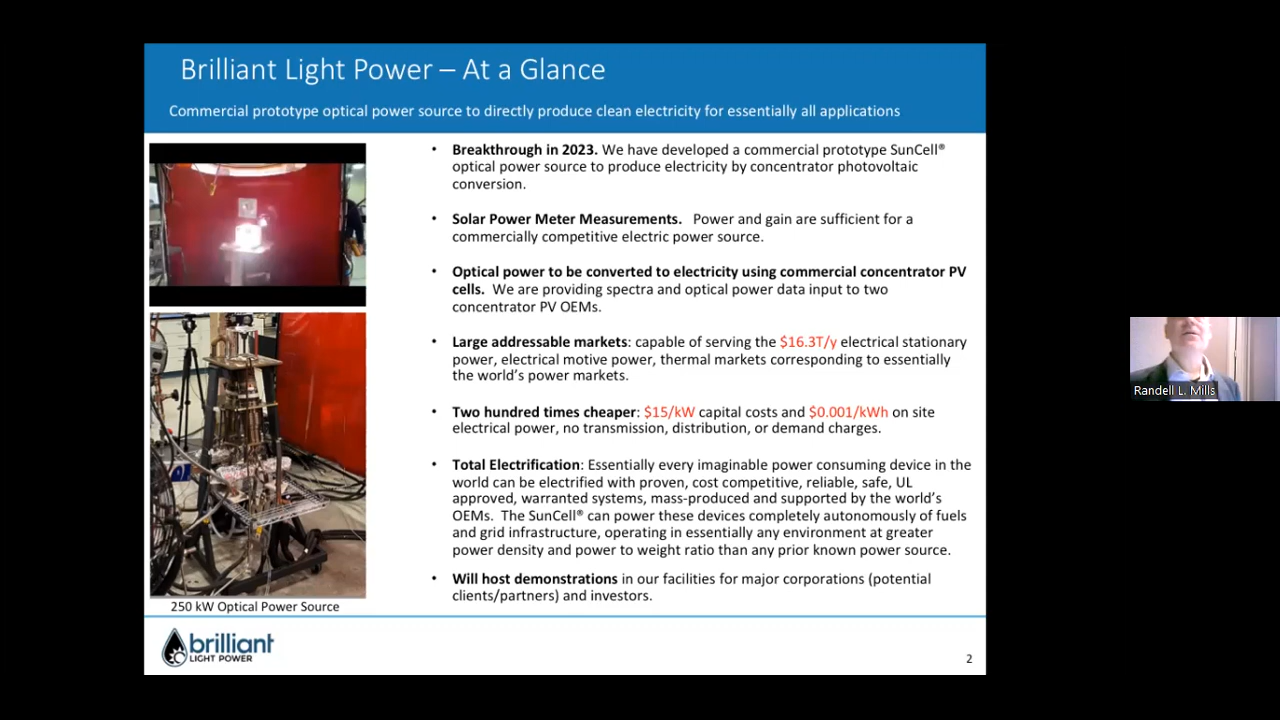 Brilliant Light Power – At a Glance
Commercial prototype optical power source to directly produce clean electricity for essentially all applications
• Breakthrough in 2023. We have developed a commercial prototype SunCell®
optical power source to produce electricity by concentrator photovoltaic
conversion.
• Solar Power Meter Measurements. Power and gain are sufficient for a
commercially competitive electric power source.
• Optical power to be converted to electricity using commercial concentrator PV
cells. We are providing spectra and optical power data input to two
concentrator PV OEMs.
• Large addressable markets: capable of serving the $16.3T/y electrical stationary
power, electrical motive power, thermal markets corresponding to essentially
the world's power markets.
• Two hundred times cheaper: $15/kW capital costs and $0.001/kWh on site
electrical power, no transmission, distribution, or demand charges.
• Total Electrification: Essentially every imaginable power consuming device in the
world can be electrified with proven, cost competitive, reliable, safe, UL
approved, warranted systems, mass-produced and supported by the world's
OEMs. The SunCell® can power these devices completely autonomously of fuels
and grid infrastructure, operating in essentially any environment at greater
power density and power to weight ratio than any prior known power source.
• Will host demonstrations in our facilities for major corporations (potential
clients/partners) and investors.
250 kW Optical Power Source
brilliant
LIGHT POWER
2
Randell L. Mills